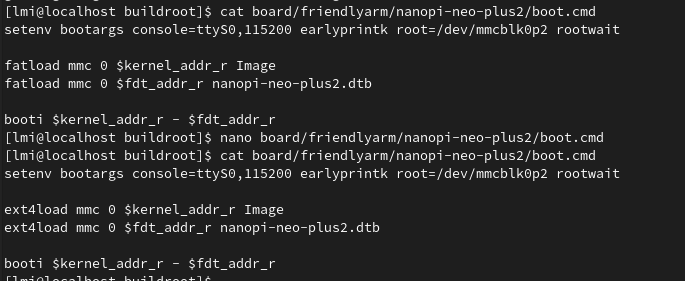 [lmi@localhost buildroot]$ cat board/friendlyarm/nanopi-neo-plus2/boot.cmd
setenv bootargs console=ttyS0,115200 earlyprintk root=/dev/mmcblk0p2 rootwait
fatload mmc 0 $kernel_addr_r Image
fatload mmc 0 $fdt_addr_r nanopi-neo-plus2.dtb
booti $kernel_addr_r - $fdt_addr_r
[lmi@localhost buildroot]$ nano board/friendlyarm/nanopi-neo-plus2/boot.cmd
[lmi@localhost buildroot]$ cat board/friendlyarm/nanopi-neo-plus2/boot.cmd
setenv bootargs console=ttyS0,115200 earlyprintk root=/dev/mmcblk0p2 rootwait
ext4load mmc 0 $kernel_addr_r Image
ext4load mmc 0 $fdt_addr_r nanopi-neo-plus2.dtb
booti $kernel_addr_r - $fdt_addr_r
[lmi@localhost buildroot]$